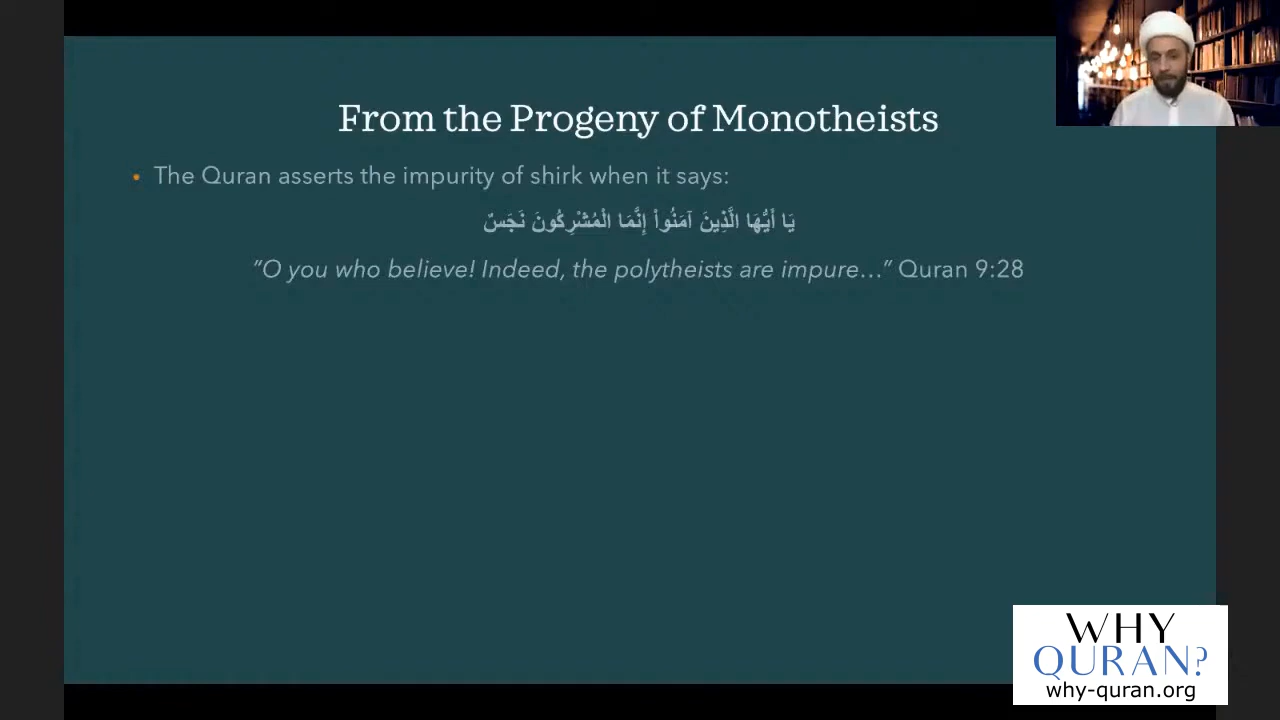 From the Progeny of Monotheists
• The Quran asserts the impurity of shirk when it says:
يَا أَيُّهَا الَّذِينَ آمَنُواْ إِنَّمَا الْمُشْرِكُونَ نَجَسٌ
“O you who believe! Indeed, the polytheists are impure…” Quran 9:28
WHY
QURAN?
why-quran.org